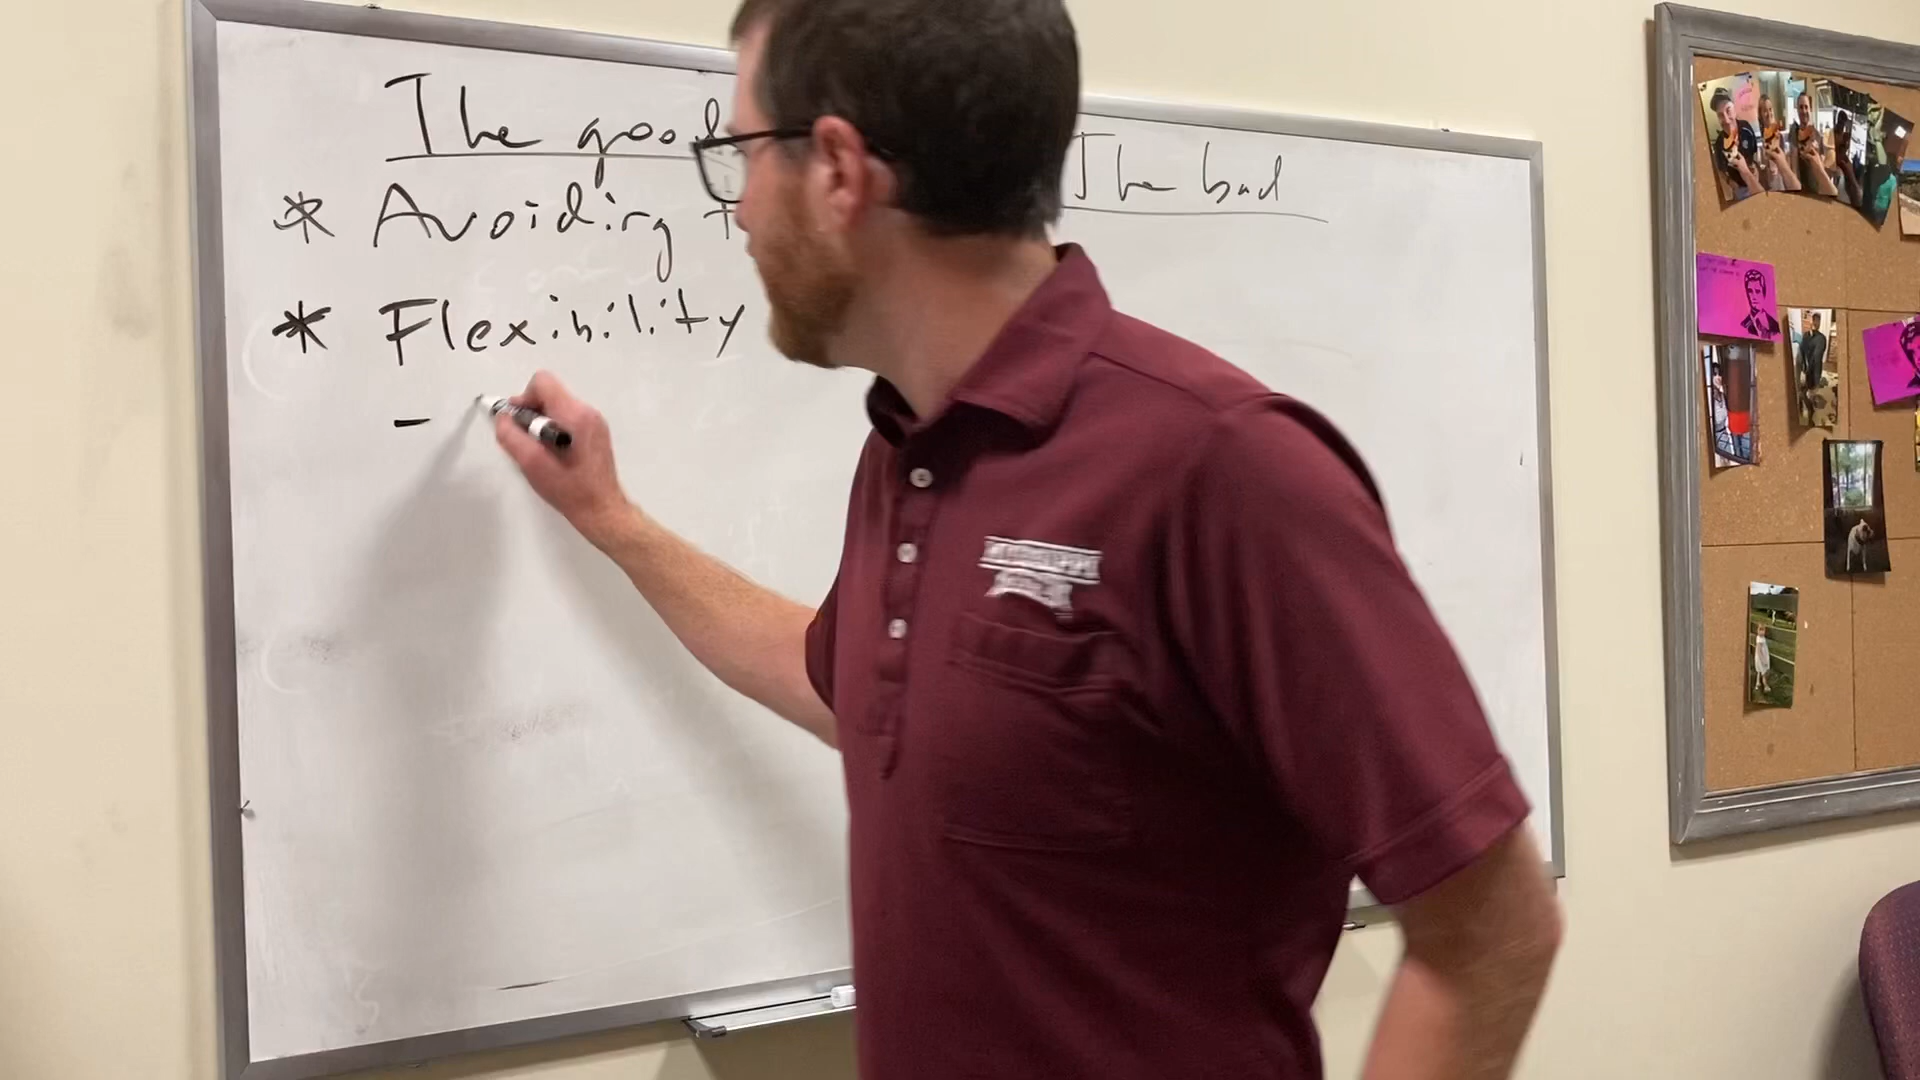 The good
* Avoiding
* Flexibility
-
The bad